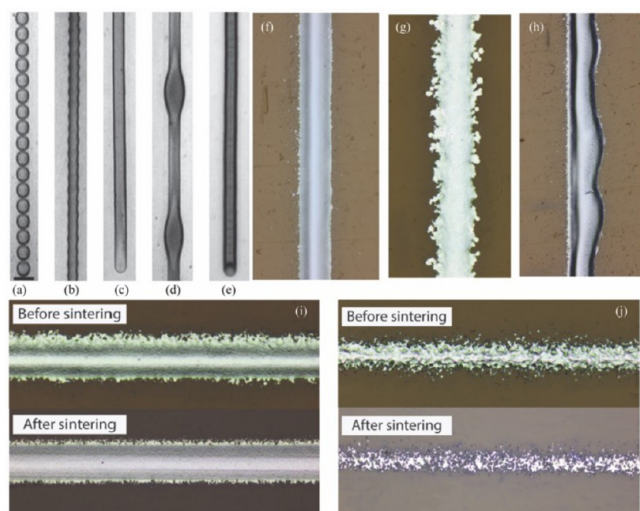 (f)
(g)
(h)
(a)
(b)
(c)
(d)
(e)
Before sintering
(i)
After sintering
Before sintering
(j)
After sintering